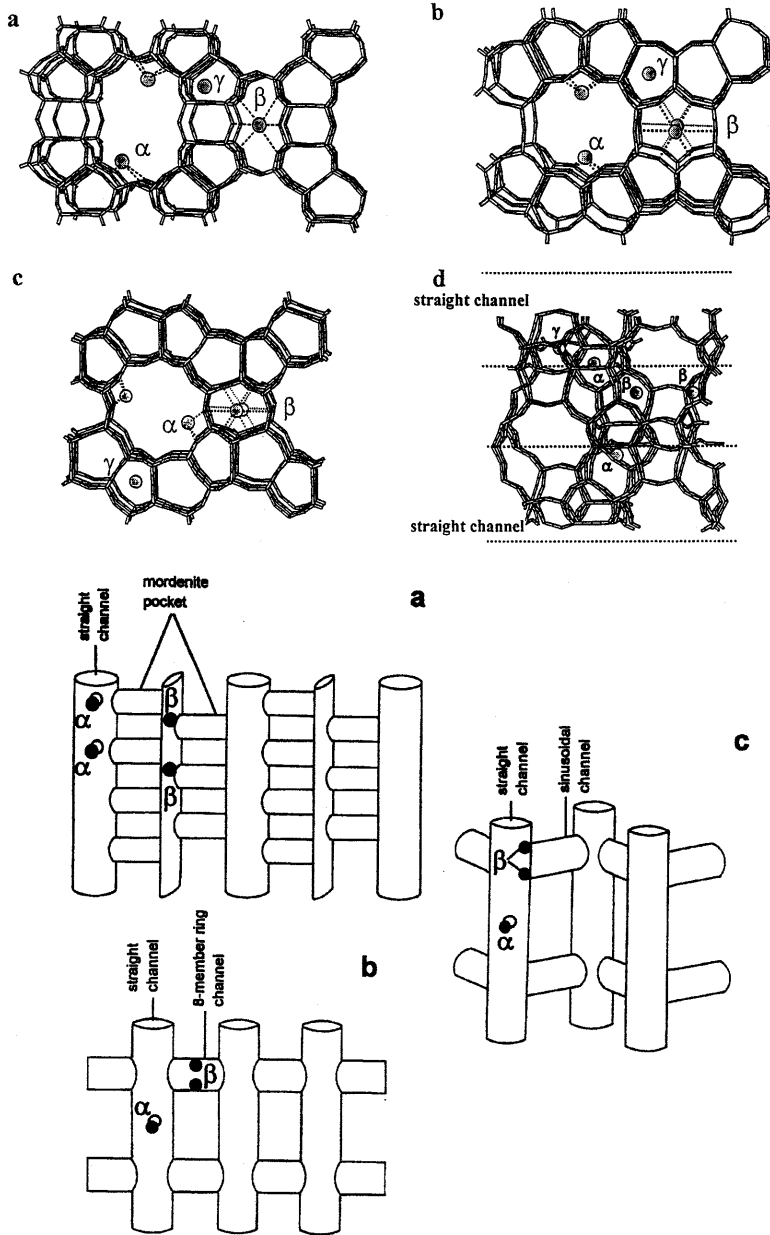 a
α
γ
β
b
α
γ
β
c
α
γ
β
d
straight channel
γ
α
β
β
α
straight channel
a
straight
channel
mordenite
pocket
α
α
β
β
b
straight
channel
8-member ring
channel
α
β
c
straight
channel
sinusoidal
channel
β
α